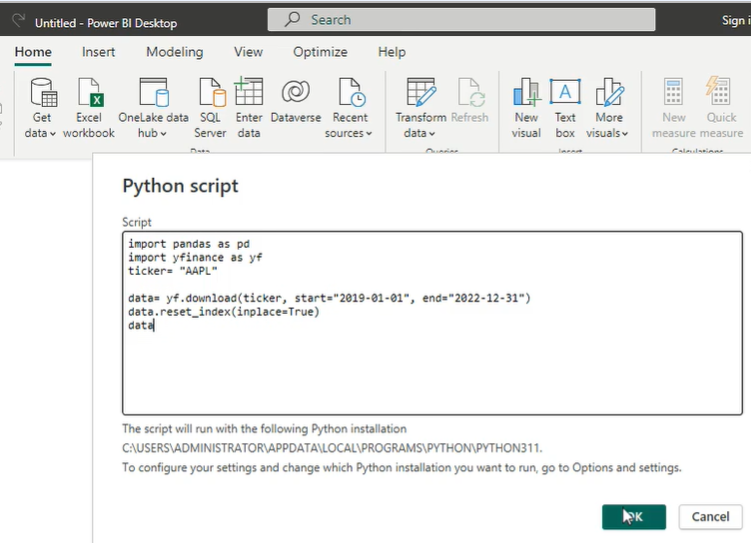 Untitled - Power BI Desktop
Search
Sign i
Home Insert Modeling View Optimize Help
Get data
Excel workbook
OneLake data hub
SQL Server
Enter data
Dataverse
Recent sources
Transform data
Refresh
New visual
Text box
More visuals
New measure
Quick measure
Data
Queries
Insert
Calculations
Python script
Script
import pandas as pd
import yfinance as yf
ticker= "AAPL"
data= yf.download(ticker, start="2019-01-01", end="2022-12-31")
data.reset_index(inplace=True)
data
The script will run with the following Python installation
C:\USERS\ADMINISTRATOR\APPDATA\LOCAL\PROGRAMS\PYTHON\PYTHON311.
To configure your settings and change which Python installation you want to run, go to Options and settings.
OK
Cancel